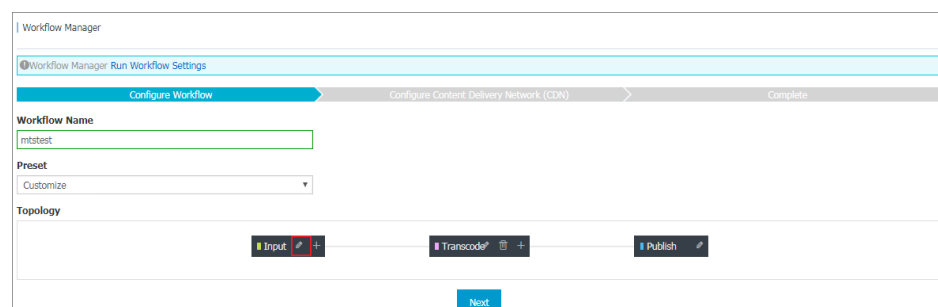 Workflow Manager
Workflow Manager Run Workflow Settings
Configure Workflow
Configure Content Delivery Network (CDN)
Complete
Workflow Name
mtstest
Preset
Customize
Topology
Input
Transcode
Publish
Next